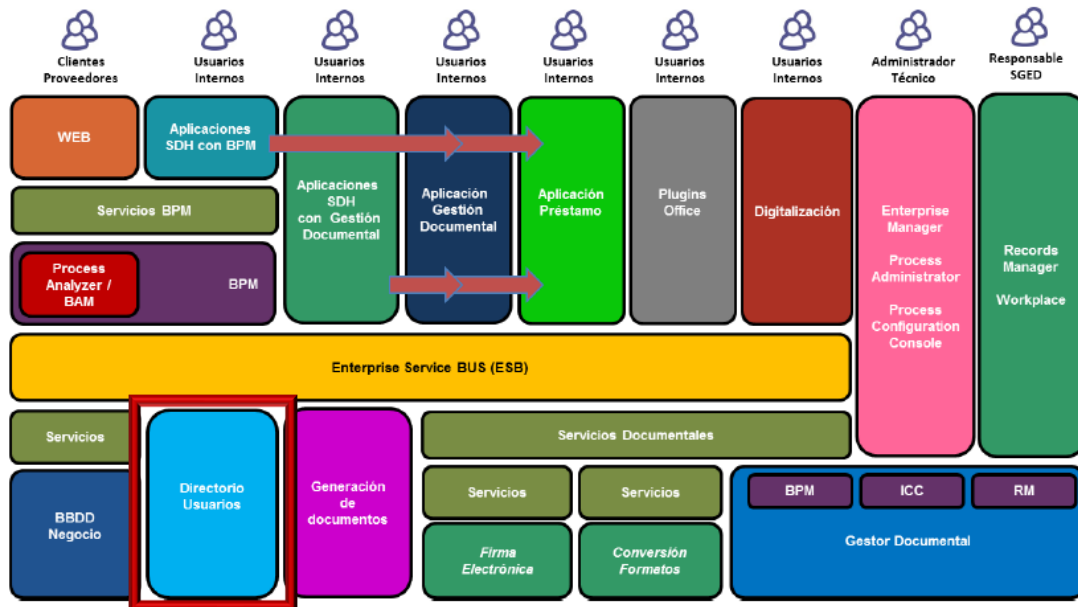 Clientes
Proveedores
Usuarios
Internos
Usuarios
Internos
Usuarios
Internos
Usuarios
Internos
Usuarios
Internos
Usuarios
Internos
Administrador
Técnico
Responsable
SGED
WEB
Aplicaciones
SDH con BPM
Servicios BPM
Process
Analyzer /
BAM
BPM
Aplicaciones
SDH
con Gestión
Documental
Aplicación
Gestión
Documental
Aplicación
Préstamo
Plugins
Office
Digitalización
Enterprise
Manager
Process
Administrator
Process
Configuration
Console
Records
Manager
Workplace
Enterprise Service BUS (ESB)
Servicios
BBDD
Negocio
Directorio
Usuarios
Generación
de
documentos
Servicios Documentales
Servicios
Firma
Electrónica
Servicios
Conversión
Formatos
BPM
ICC
RM
Gestor Documental